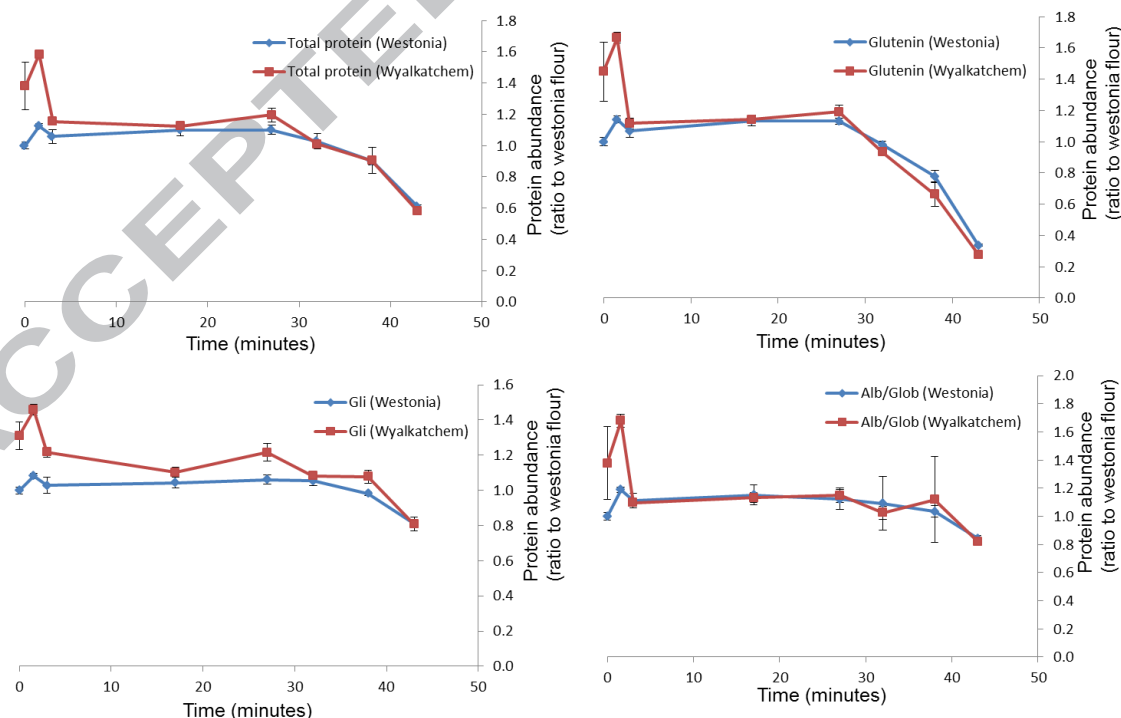 ACCEPTE
Total protein (Westonia)
Total protein (Wyalkatchem)
1.8
1.6
1.4
1.2
1.0
0.8
0.6
0.4
0.2
0.0
Protein abundance
(ratio to westonia flour)
0 10 20 30 40 50
Time (minutes)
Glutenin (Westonia)
Glutenin (Wyalkatchem)
1.8
1.6
1.4
1.2
1.0
0.8
0.6
0.4
0.2
0.0
Protein abundance
(ratio to westonia flour)
0 10 20 30 40 50
Time (minutes)
Gli (Westonia)
Gli (Wyalkatchem)
1.6
1.4
1.2
1.0
0.8
0.6
0.4
0.2
0.0
Protein abundance
(ratio to westonia flour)
0 10 20 30 40 50
Time (minutes)
Alb/Glob (Westonia)
Alb/Glob (Wyalkatchem)
2.0
1.8
1.6
1.4
1.2
1.0
0.8
0.6
0.4
0.2
0.0
Protein abundance
(ratio to westonia flour)
0 10 20 30 40 50
Time (minutes)